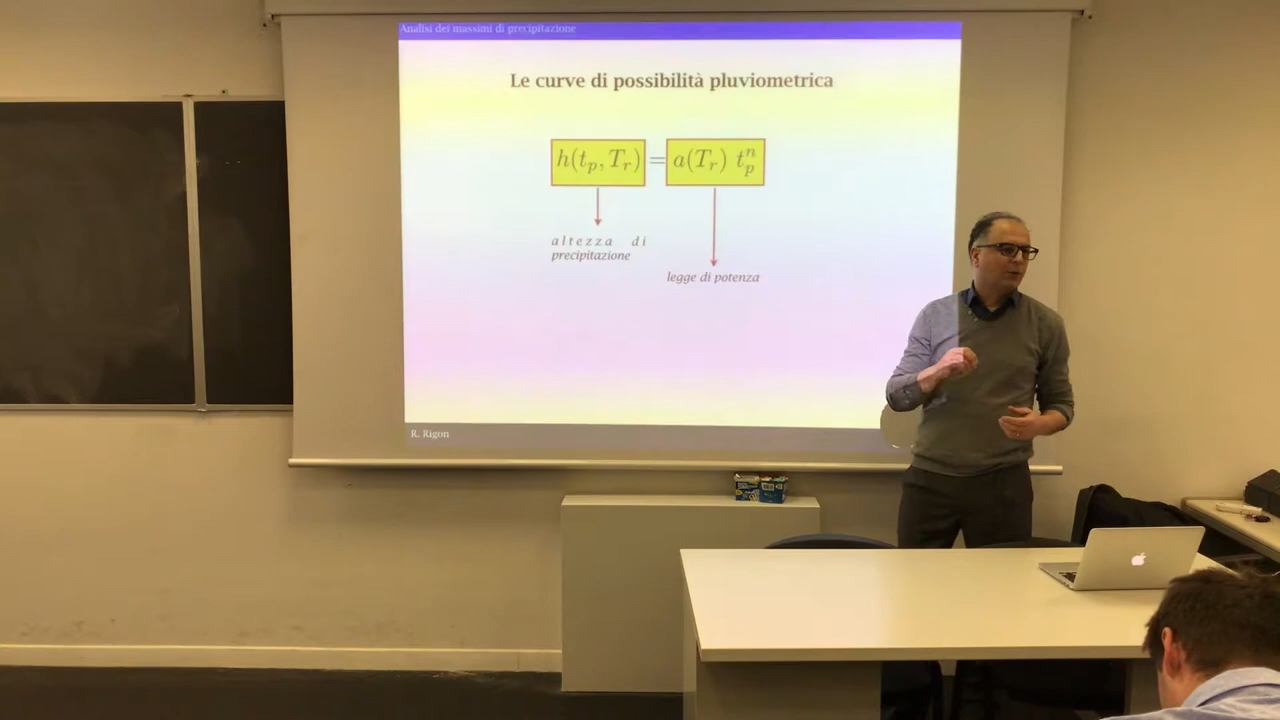 Analisi dei massimi di precipitazione
Le curve di possibilità pluviometrica
h(t_p, T_r) = a(T_r) t_p^n
altezza di
precipitazione
legge di potenza
R. Rigon